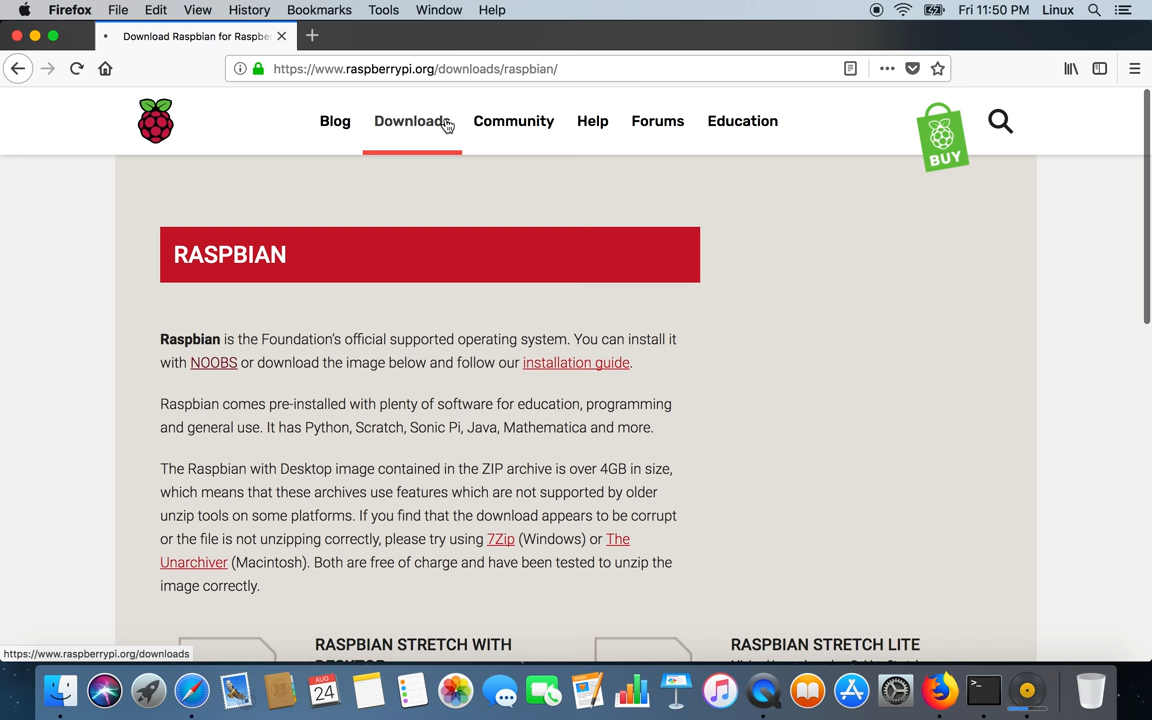 Firefox File Edit View History Bookmarks Tools Window Help Fri 11:50 PM Linux
Download Raspbian for Raspbe
https://www.raspberrypi.org/downloads/raspbian/
Blog Downloads Community Help Forums Education
BUY
RASPBIAN
Raspbian is the Foundation's official supported operating system. You can install it
with NOOBS or download the image below and follow our installation guide.
Raspbian comes pre-installed with plenty of software for education, programming
and general use. It has Python, Scratch, Sonic Pi, Java, Mathematica and more.
The Raspbian with Desktop image contained in the ZIP archive is over 4GB in size,
which means that these archives use features which are not supported by older
unzip tools on some platforms. If you find that the download appears to be corrupt
or the file is not unzipping correctly, please try using 7Zip (Windows) or The
Unarchiver (Macintosh). Both are free of charge and have been tested to unzip the
image correctly.
RASPBIAN STRETCH WITH
DESKTOP
RASPBIAN STRETCH LITE
https://www.raspberrypi.org/downloads
AUG
24